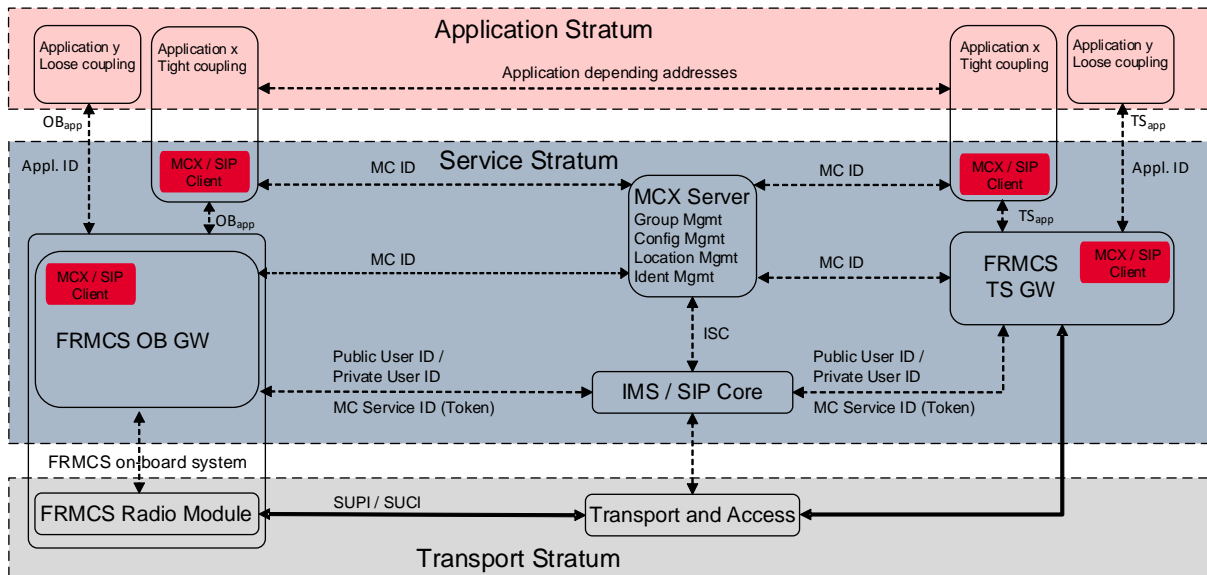 Application Stratum
Application y
Loose coupling
Application x
Tight coupling
Application depending addresses
Application x
Tight coupling
Application y
Loose coupling
OBapp
TSapp
Appl. ID
MCX / SIP
Client
MC ID
Service Stratum
MC ID
MCX / SIP
Client
Appl. ID
OBapp
MCX Server
Group Mgmt
Config Mgmt
Location Mgmt
Ident Mgmt
TSapp
MCX / SIP
Client
MC ID
MC ID
FRMCS
TS GW
MCX / SIP
Client
FRMCS OB GW
ISC
Public User ID /
Private User ID
MC Service ID (Token)
IMS / SIP Core
Public User ID /
Private User ID
MC Service ID (Token)
FRMCS on-board system
FRMCS Radio Module
SUPI / SUCI
Transport and Access
Transport Stratum